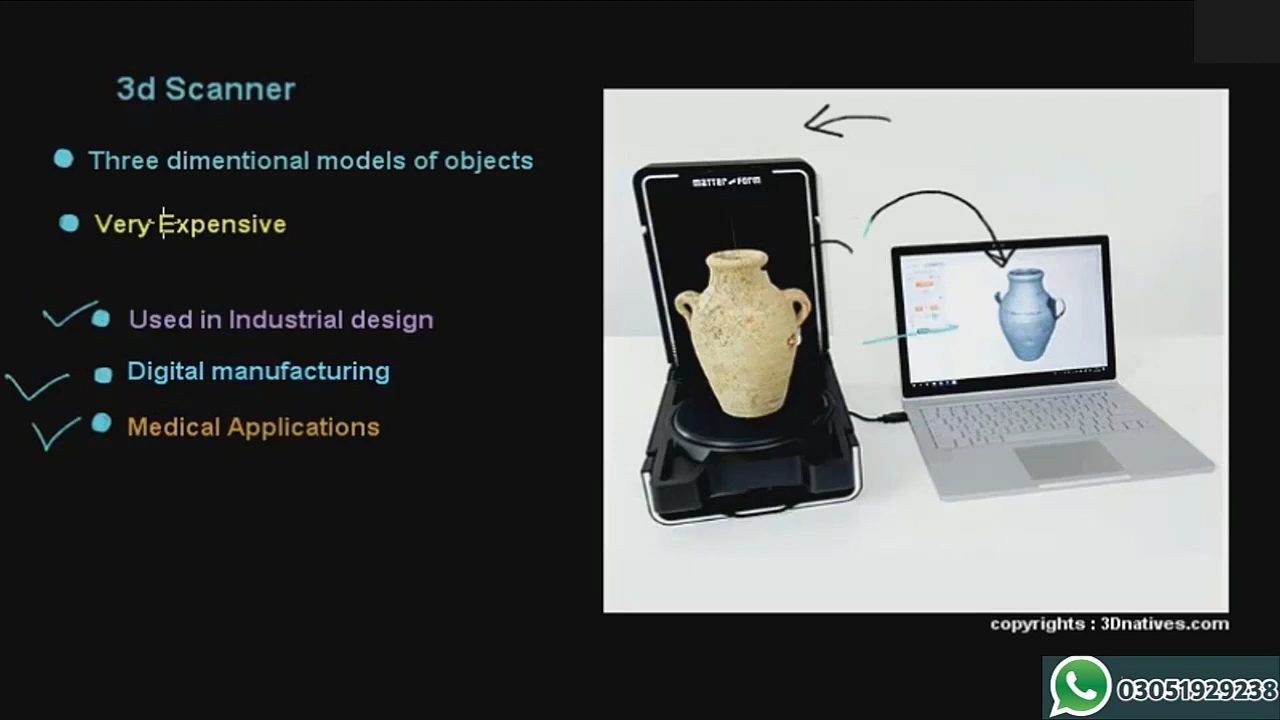 3d Scanner
Three dimentional models of objects
Very Expensive
Used in Industrial design
Digital manufacturing
Medical Applications
matter and form
copyrights : 3Dnatives.com
03051929238